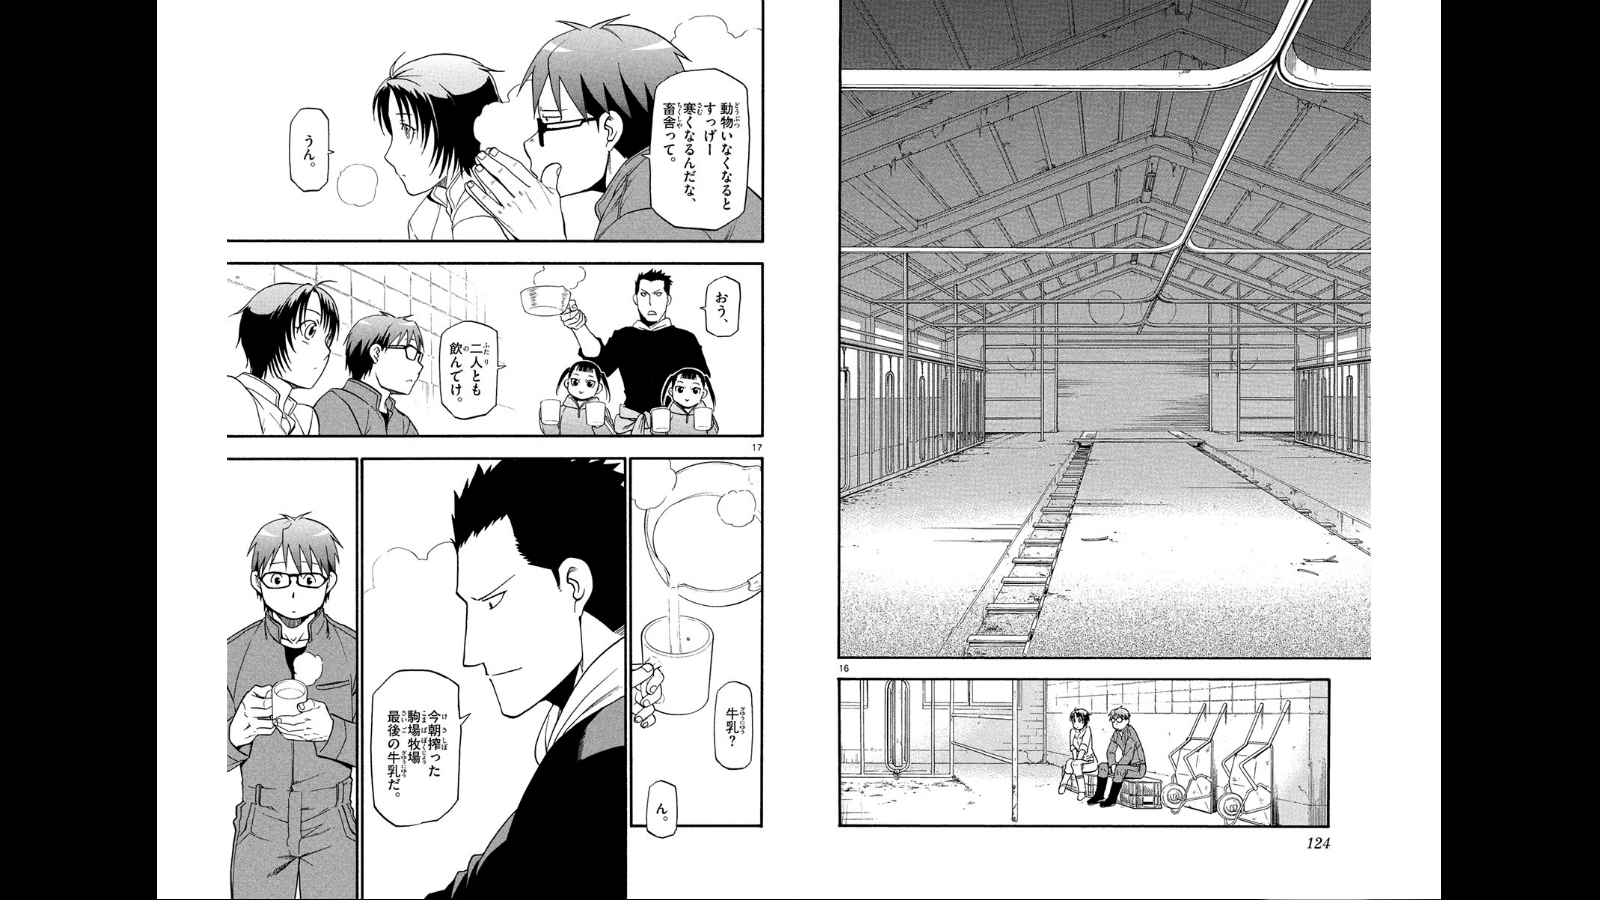 16
124
動物いなくなると
すっげー
寒くなるんだな、
畜舎って。
うん。
おう、
二人とも
飲んでけ。
17
牛乳?
ん。
今朝搾った
駒場牧場
最後の牛乳だ。